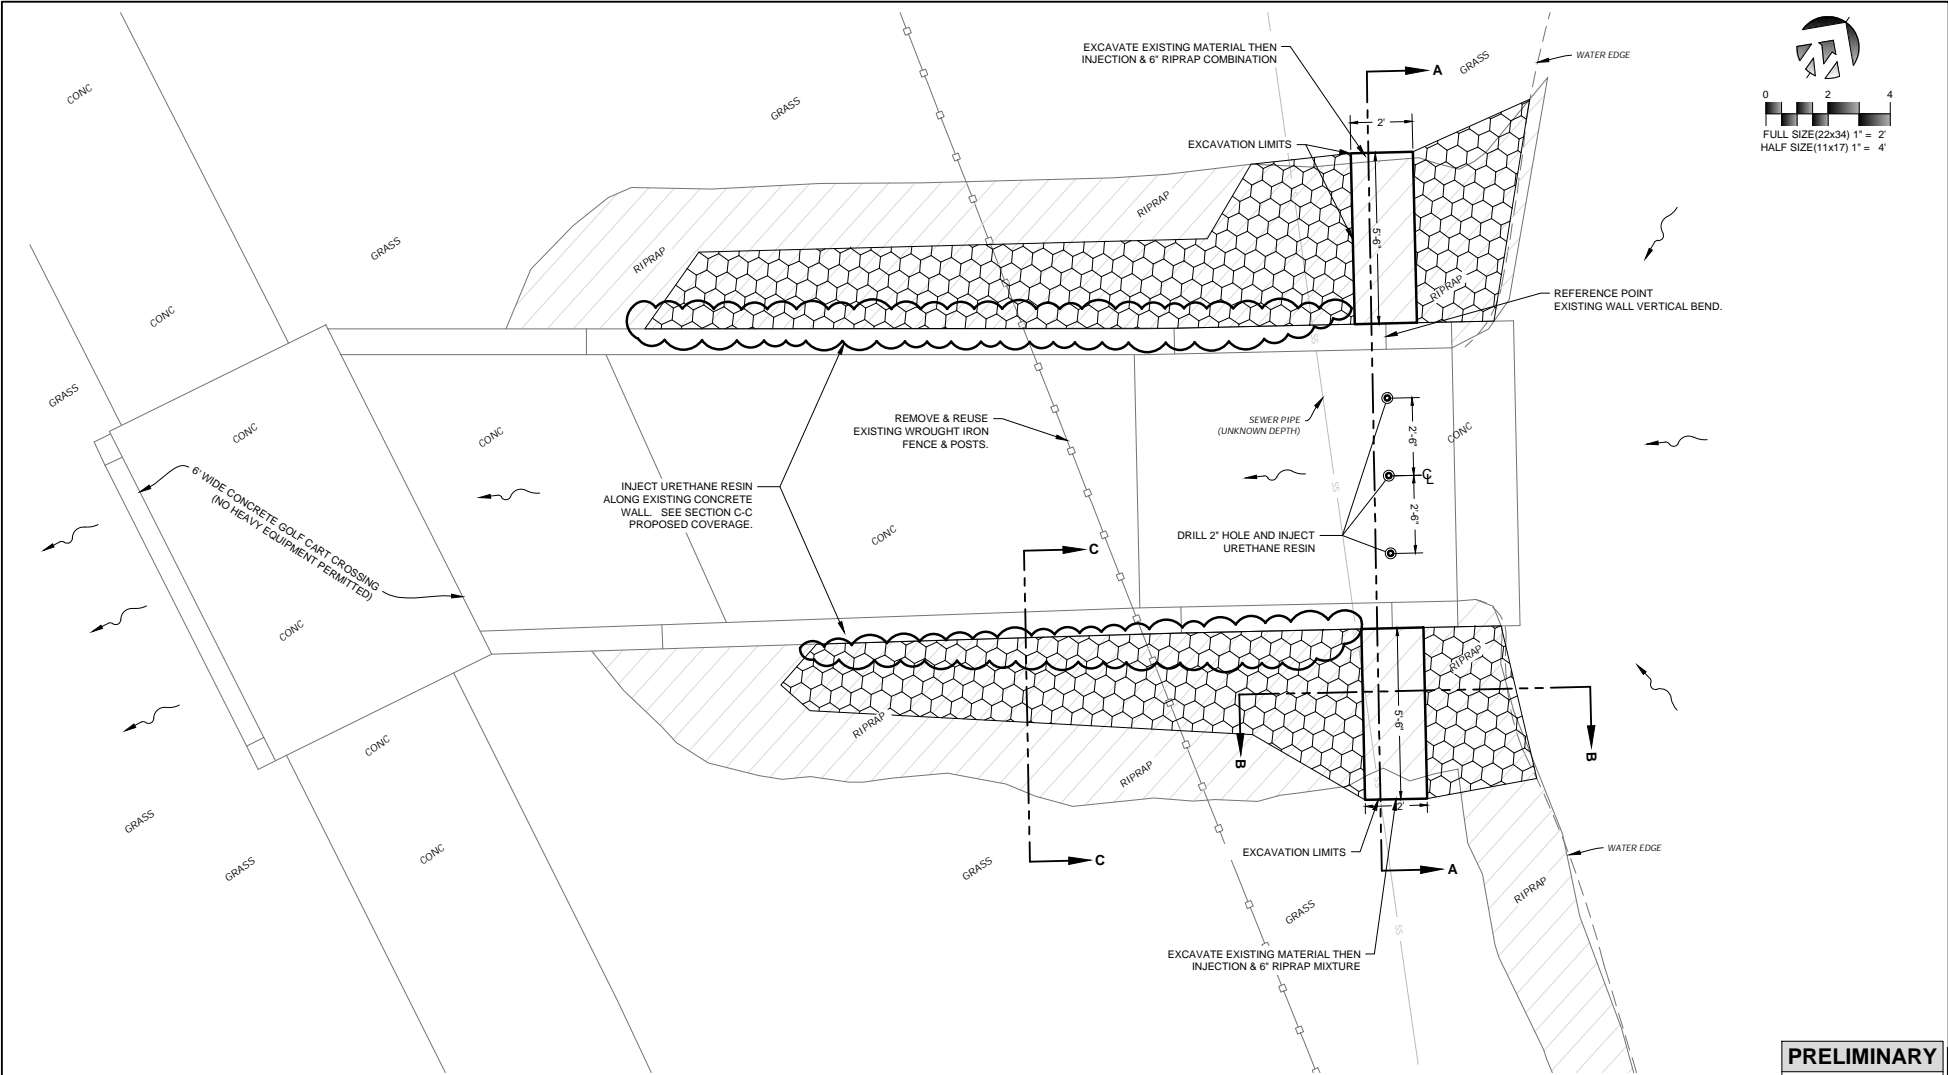 EXCAVATE EXISTING MATERIAL THEN
INJECTION & 6" RIPRAP COMBINATION
A
GRASS
WATER EDGE
0 2 4
FULL SIZE(22x34) 1" = 2'
HALF SIZE(11x17) 1" = 4'
CONC
GRASS
2'
EXCAVATION LIMITS
RIPRAP
GRASS
RIPRAP
5'-6"
RIPRAP
REFERENCE POINT
EXISTING WALL VERTICAL BEND.
CONC
SS
GRASS
CONC
CONC
REMOVE & REUSE
EXISTING WROUGHT IRON
FENCE & POSTS.
SEWER PIPE
(UNKNOWN DEPTH)
2'-6"
CONC
CL
2'-6"
6' WIDE CONCRETE GOLF CART CROSSING
(NO HEAVY EQUIPMENT PERMITTED)
INJECT URETHANE RESIN
ALONG EXISTING CONCRETE
WALL. SEE SECTION C-C
PROPOSED COVERAGE.
SS
CONC
DRILL 2" HOLE AND INJECT
URETHANE RESIN
C
CONC
RIPRAP
CONC
RIPRAP
5'-6"
B
B
RIPRAP
SS
2'
GRASS
GRASS
CONC
GRASS
C
EXCAVATION LIMITS
A
WATER EDGE
RIPRAP
GRASS
SS
EXCAVATE EXISTING MATERIAL THEN
INJECTION & 6" RIPRAP MIXTURE
PRELIMINARY